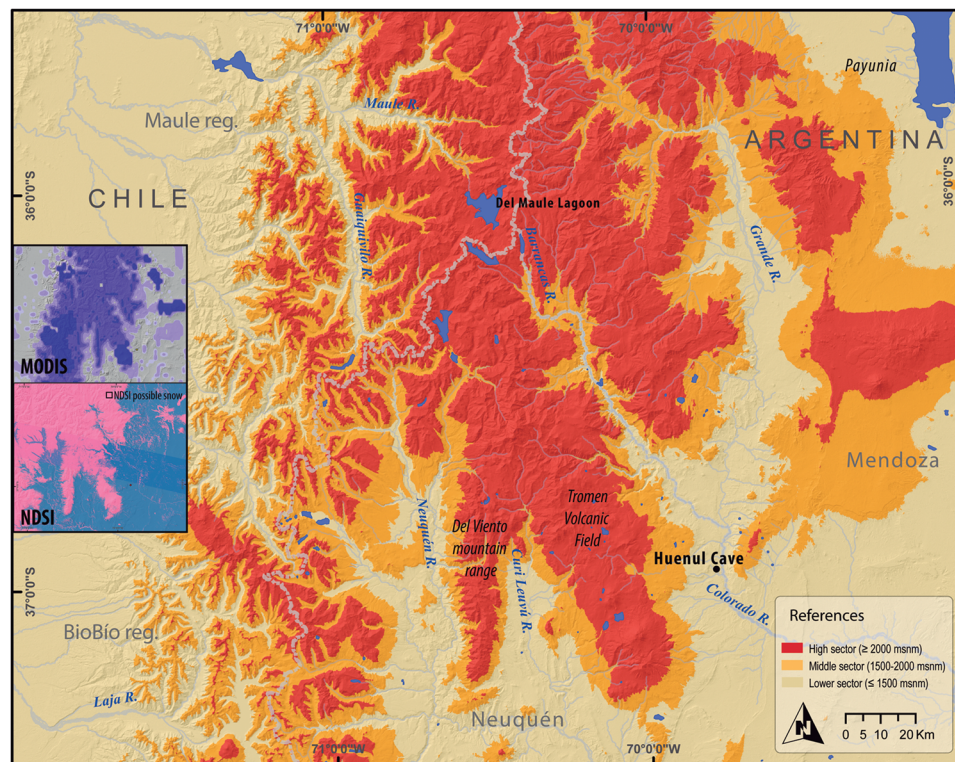 71°0'0"W
70°0'0"W
Payunia
Maule R.
Maule reg.
ARGENTINA
36°0'0"S
36°0'0"S
CHILE
Del Maule Lagoon
Guaiquivilo R.
Barrancas R.
Grande R.
MODIS
NDSI possible snow
NDSI
Mendoza
Neuquén R.
Del Viento
mountain
range
Tromen
Volcanic
Field
Curi Leuvú R.
Huenul Cave
Colorado R.
37°0'0"S
BioBío reg.
Laja R.
Neuquén
References
High sector (≥ 2000 msnm)
Middle sector (1500-2000 msnm)
Lower sector (≤ 1500 msnm)
N
0 5 10 20 Km
71°0'0"W
70°0'0"W